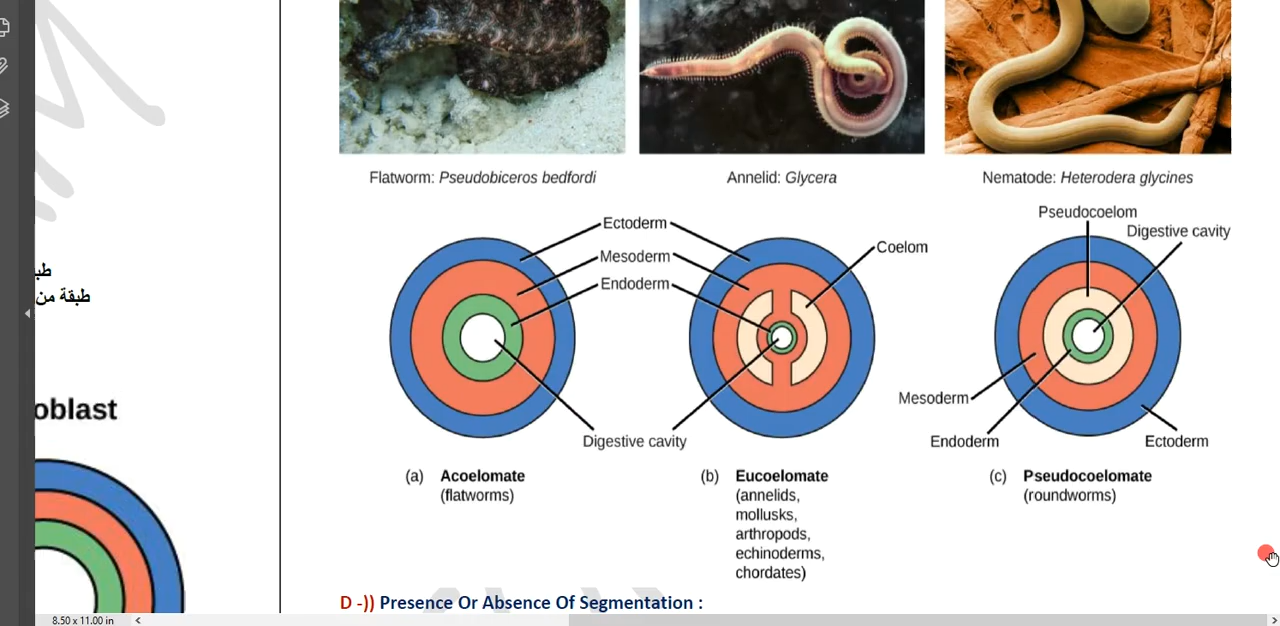 Flatworm: Pseudobiceros bedfordi
Annelid: Glycera
Nematode: Heterodera glycines
Ectoderm
Mesoderm
Endoderm
Coelom
Digestive cavity
Pseudocoelom
Digestive cavity
Mesoderm
Endoderm
Ectoderm
(a) Acoelomate
(flatworms)
(b) Eucoelomate
(annelids,
mollusks,
arthropods,
echinoderms,
chordates)
(c) Pseudocoelomate
(roundworms)
طبقة من
oblast
D -)) Presence Or Absence Of Segmentation :
8.50 x 11.00 in